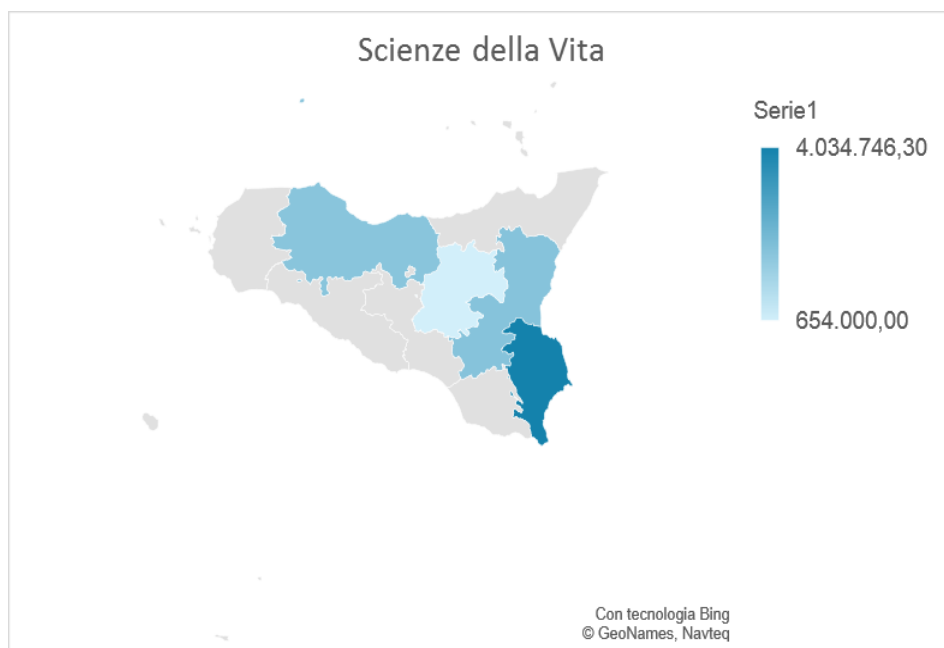 Scienze della Vita
Serie1
4.034.746,30
654.000,00
Con tecnologia Bing
© GeoNames, Navteq